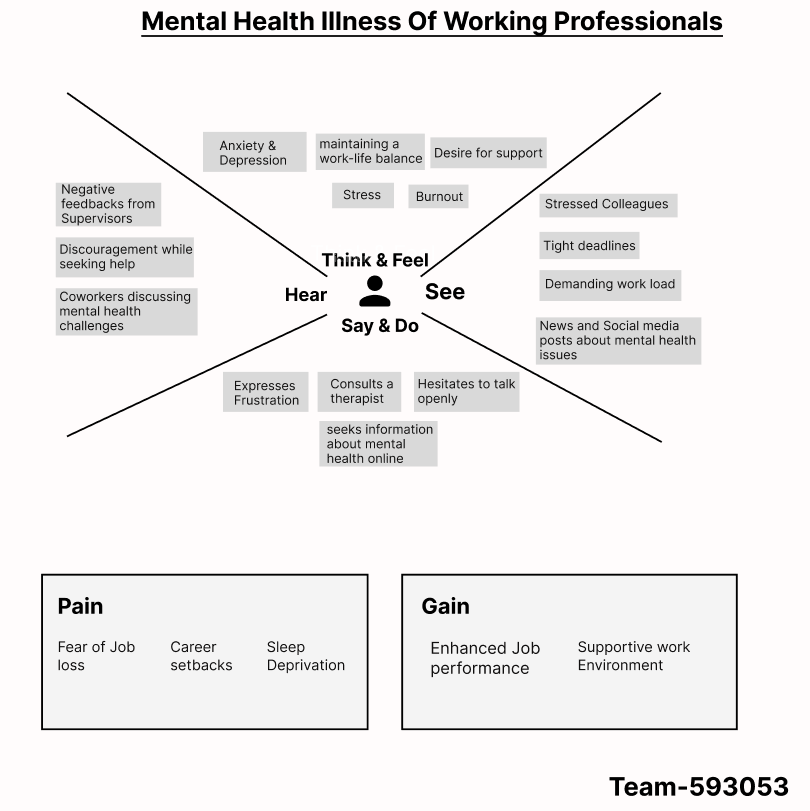 Mental Health Illness Of Working Professionals
Anxiety &
Depression
maintaining a
work-life balance
Desire for support
Stress
Burnout
Negative
feedbacks from
Supervisors
Discouragement while
seeking help
Coworkers discussing
mental health
challenges
Think & Feel
Hear
See
Say & Do
Stressed Colleagues
Tight deadlines
Demanding work load
News and Social media
posts about mental health
issues
Expresses
Frustration
Consults a
therapist
Hesitates to talk
openly
seeks information
about mental
health online
Pain
Fear of Job
loss
Career
setbacks
Sleep
Deprivation
Gain
Enhanced Job
performance
Supportive work
Environment
Team-593053